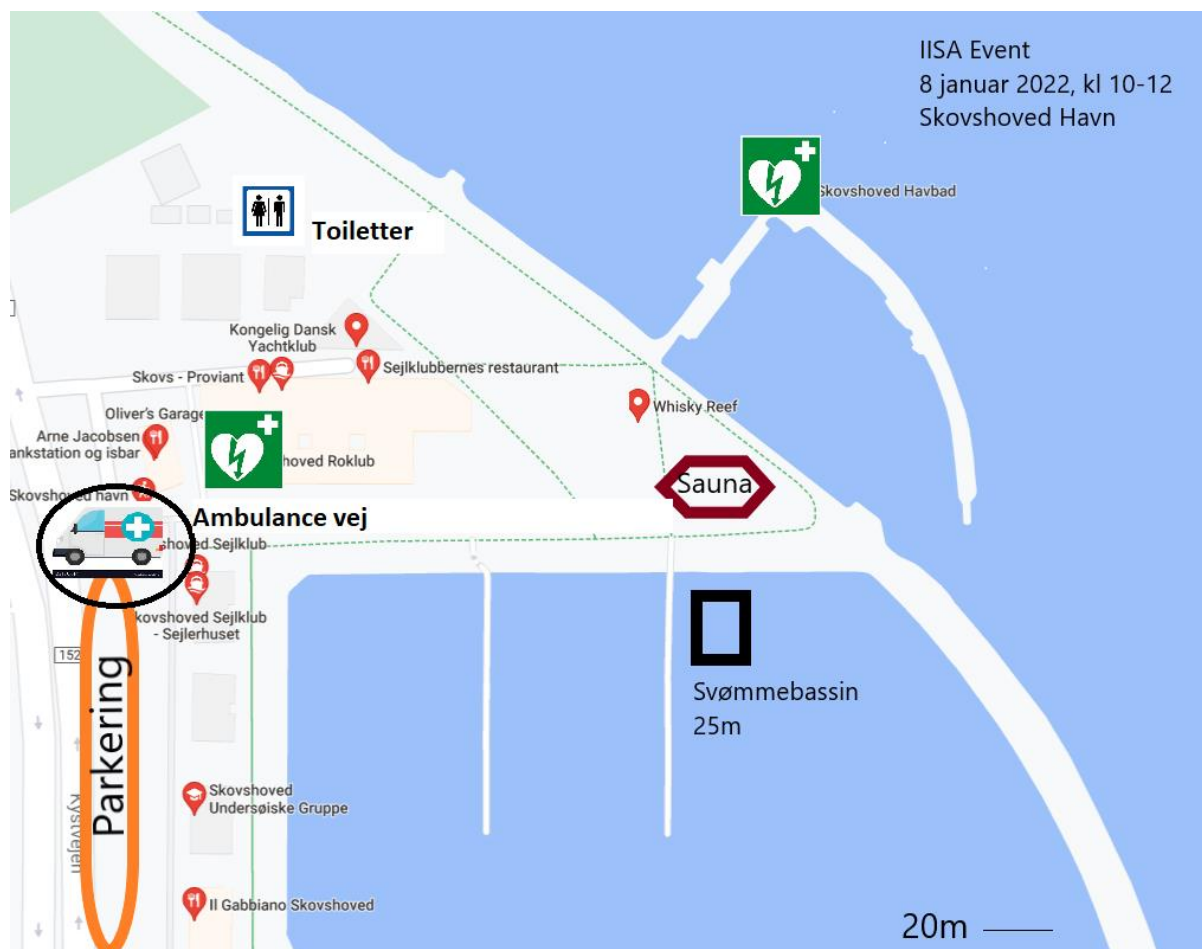 IISA Event
8 januar 2022, kl 10-12
Skovshoved Havn
Skovshoved Havbad
Toiletter
Kongelig Dansk
Yachtklub
Skovs - Proviant
Sejlklubbernes restaurant
Whisky Reef
Oliver's Garage
Arne Jacobsen
ankstation og isbar
hoved Roklub
Skovshoved havn
Sauna
Ambulance vej
shoved Sejlklub
kovshoved Sejlklub
- Sejlerhuset
152
Svømmebassin
25m
Parkering
Kystvejen
Skovshoved
Undersøiske Gruppe
Il Gabbiano Skovshoved
20m